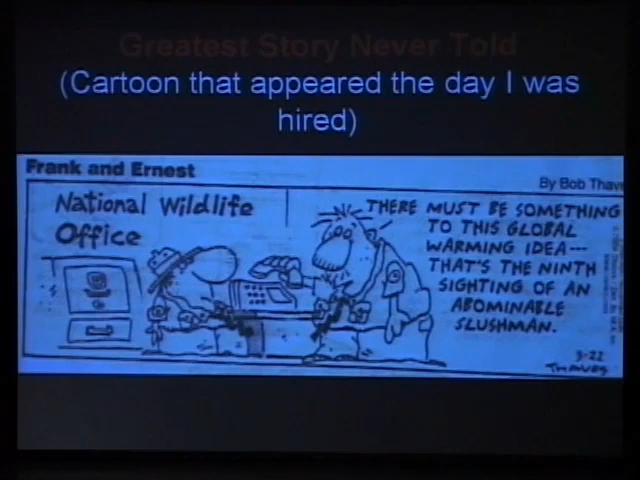 Greatest Story Never Told
(Cartoon that appeared the day I was
hired)
Frank and Ernest
By Bob Thave
National Wildlife
Office
THERE MUST BE SOMETHING
TO THIS GLOBAL
WARMING IDEA---
THAT'S THE NINTH
SIGHTING OF AN
ABOMINABLE
SLUSHMAN.
3-22
THAVES